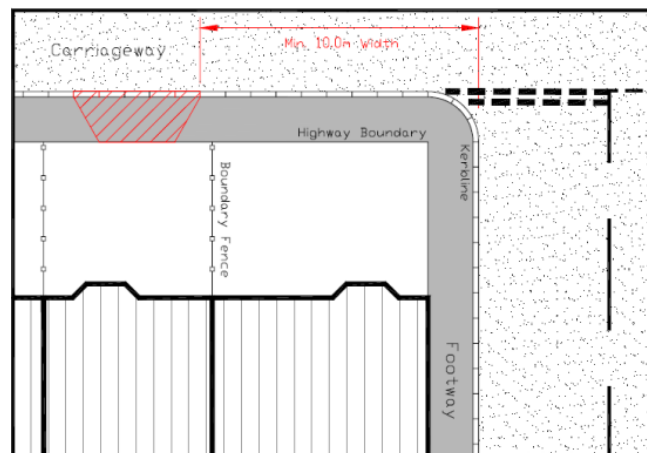 Carriageway
Min. 10.0m width
Highway Boundary
Kerbline
Boundary Fence
Footway